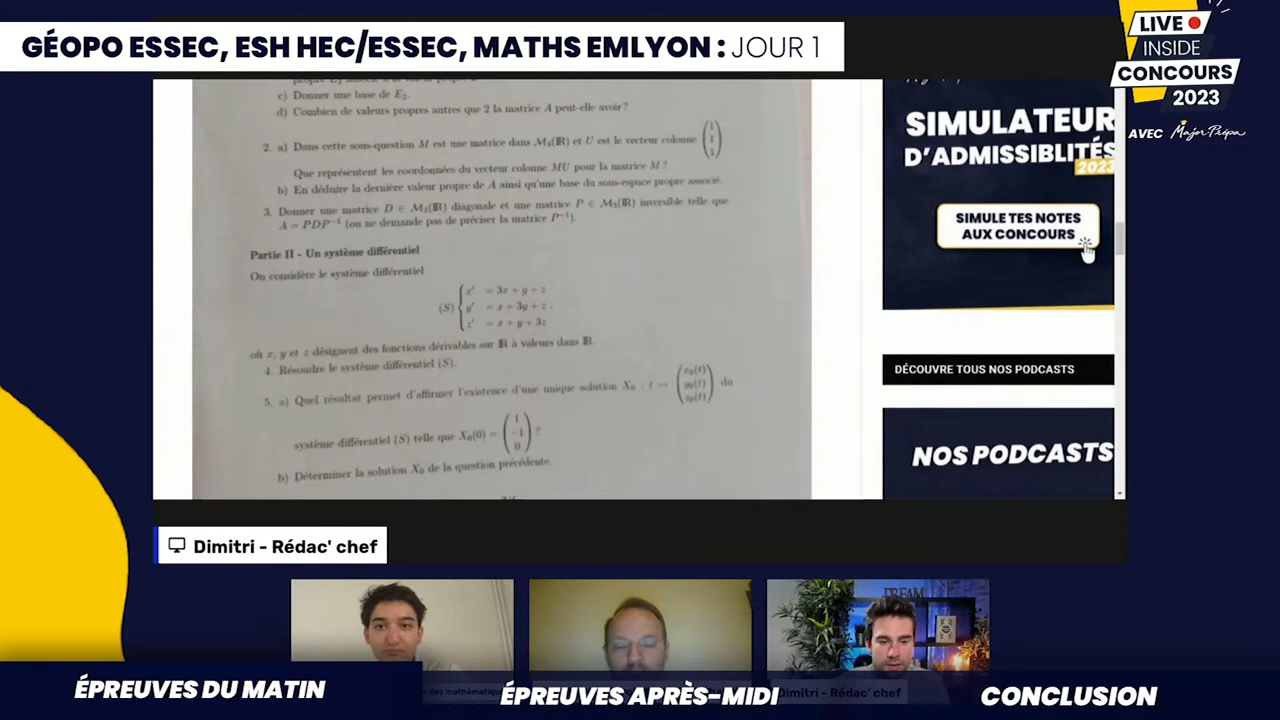 GÉOPO ESSEC, ESH HEC/ESSEC, MATHS EMLYON : JOUR 1
LIVE
INSIDE
CONCOURS
2023
AVEC Major Prépa
c) Donner une base de E₂.
d) Combien de valeurs propres autres que 2 la matrice A peut-elle avoir ?
2. a) Dans cette sous-question M est une matrice dans M₃(ℝ) et U est le vecteur colonne (1 1 1)
Que représentent les coordonnées du vecteur colonne MU pour la matrice M ?
b) En déduire la dernière valeur propre de A ainsi qu'une base du sous-espace propre associé.
3. Donner une matrice D ∈ M₃(ℝ) diagonale et une matrice P ∈ M₃(ℝ) inversible telle que
A = PDP⁻¹ (on ne demande pas de préciser la matrice P⁻¹).
Partie II - Un système différentiel
On considère le système différentiel
x' = 3x + y + z
(S) y' = x + 3y + z .
z' = x + y + 3z
où x, y et z désignent des fonctions dérivables sur ℝ à valeurs dans ℝ.
4. Résoudre le système différentiel (S).
5. a) Quel résultat permet d'affirmer l'existence d'une unique solution X₀ : t ↦ (x₀(t) y₀(t) z₀(t)) du
système différentiel (S) telle que X₀(0) = (1 -1 0) ?
b) Déterminer la solution X₀ de la question précédente.
SIMULATEUR
D'ADMISSIBLITÉS
2023
SIMULE TES NOTES
AUX CONCOURS
DÉCOUVRE TOUS NOS PODCASTS
NOS PODCASTS
Dimitri - Rédac' chef
DREAM
des mathématiqu
Dimitri - Rédac' chef
ÉPREUVES DU MATIN
ÉPREUVES APRÈS-MIDI
CONCLUSION